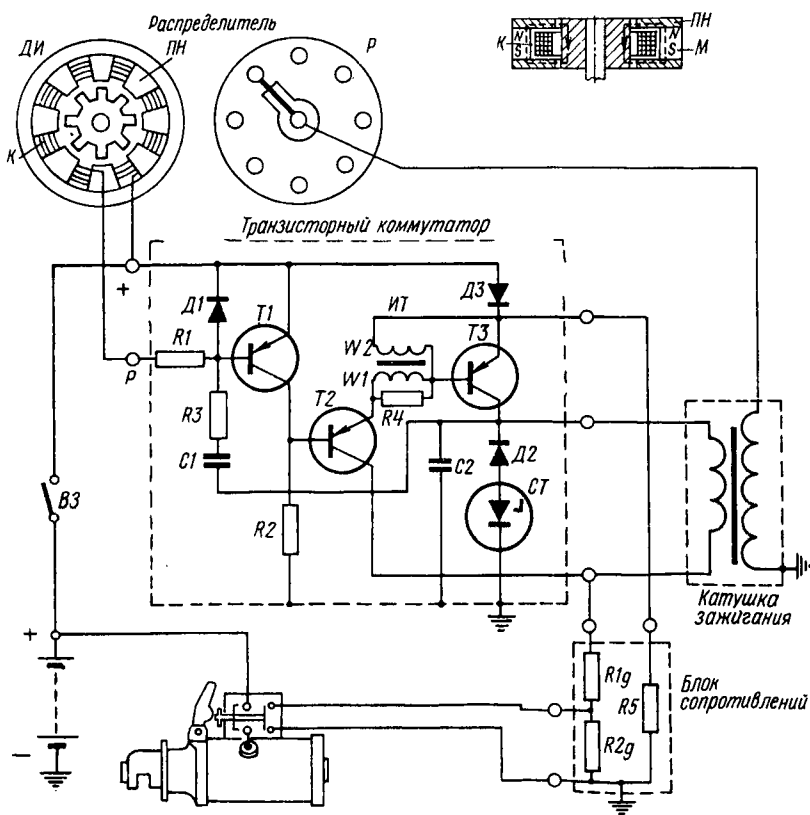 Распределитель
ДИ
ПН
Р
К
К
N
S
N
S
ПН
М
Транзисторный коммутатор
+
Д1
Т1
ИТ
Д3
Т3
R1
Р
W2
W1
R4
R3
Т2
С1
С2
Д2
СТ
R2
ВЗ
Катушка
зажигания
+
−
R1g
R2g
R5
Блок
сопротивлений